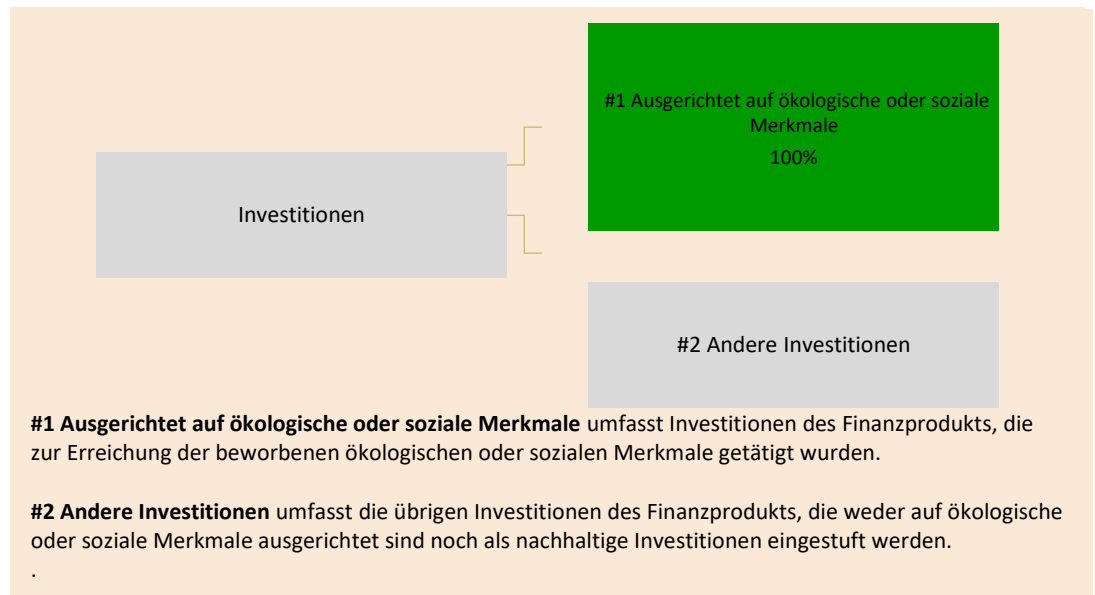 #1 Ausgerichtet auf ökologische oder soziale
Merkmale
100%
Investitionen
#2 Andere Investitionen
#1 Ausgerichtet auf ökologische oder soziale Merkmale umfasst Investitionen des Finanzprodukts, die
zur Erreichung der beworbenen ökologischen oder sozialen Merkmale getätigt wurden.
#2 Andere Investitionen umfasst die übrigen Investitionen des Finanzprodukts, die weder auf ökologische
oder soziale Merkmale ausgerichtet sind noch als nachhaltige Investitionen eingestuft werden.
.